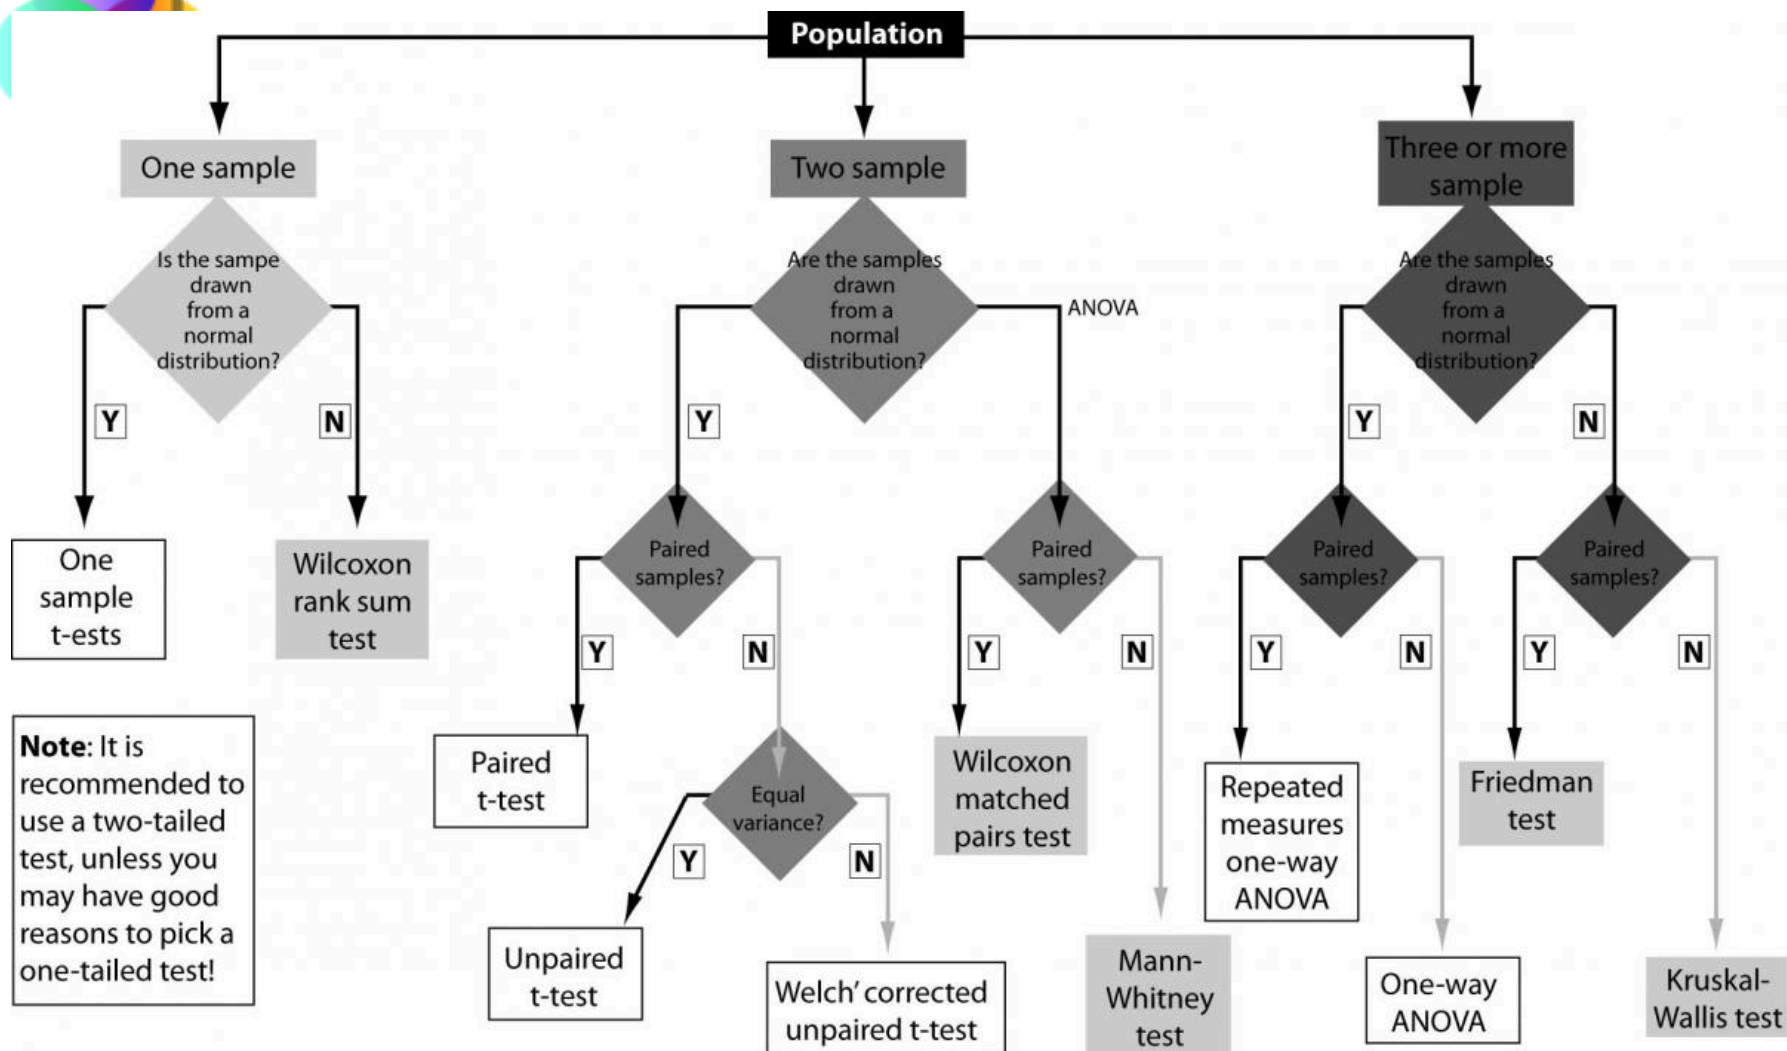 Population
One sample
Two sample
Three or more
sample
Is the sampe
drawn
from a
normal
distribution?
Are the samples
drawn
from a
normal
distribution?
ANOVA
Are the samples
drawn
from a
normal
distribution?
Y
N
Y
Y
N
One
sample
t-ests
Wilcoxon
rank sum
test
Paired
samples?
Paired
samples?
Paired
samples?
Paired
samples?
Y
N
Y
N
Y
N
Y
N
Note: It is
recommended to
use a two-tailed
test, unless you
may have good
reasons to pick a
one-tailed test!
Paired
t-test
Equal
variance?
Y
N
Wilcoxon
matched
pairs test
Repeated
measures
one-way
ANOVA
Friedman
test
Unpaired
t-test
Welch’ corrected
unpaired t-test
Mann-
Whitney
test
One-way
ANOVA
Kruskal-
Wallis test